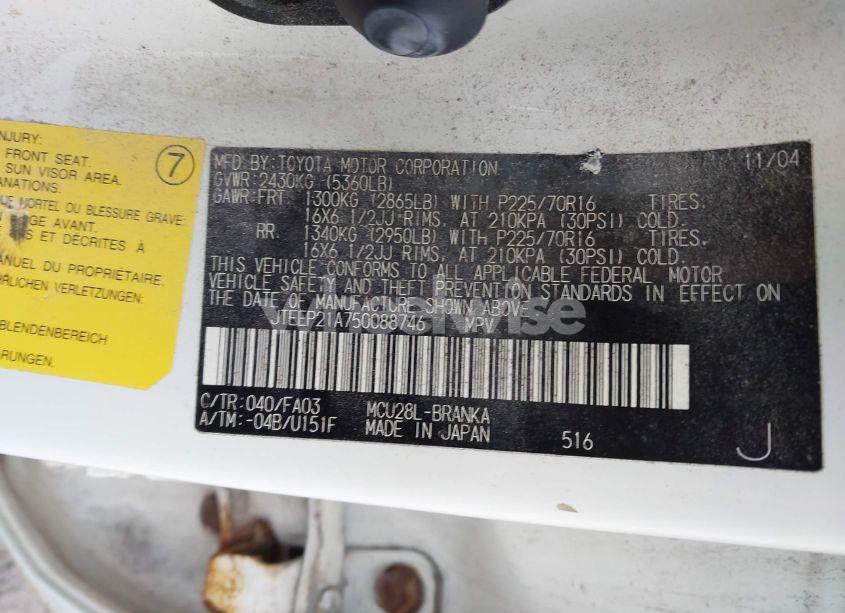 NJURY:
FRONT SEAT.
SUN VISOR AREA.
ANATIONS.
UE MORTEL OU BLESSURE GRAVE:
GE AVANT.
S ET DÉCRITES À
ANUEL DU PROPRIÉTAIRE.
HRLICHEN VERLETZUNGEN:
BLENDENBEREICH
RUNGEN.
7
MFD BY: TOYOTA MOTOR CORPORATION 11/04
GVWR: 2430KG (5360LB)
GAWR: FRT 1300KG (2865LB) WITH P225/70R16 TIRES.
16X6 1/2JJ RIMS, AT 210KPA (30PSI) COLD.
RR 1340KG (2950LB) WITH P225/70R16 TIRES.
16X6 1/2JJ RIMS, AT 210KPA (30PSI) COLD.
THIS VEHICLE CONFORMS TO ALL APPLICABLE FEDERAL MOTOR
VEHICLE SAFETY AND THEFT PREVENTION STANDARDS IN EFFECT ON
THE DATE OF MANUFACTURE SHOWN ABOVE.
JTEEP21A750088746 MPV
C/TR: 040/FA03 MCU28L-BRANKA
A/TM: -04B/U151F MADE IN JAPAN 516
J